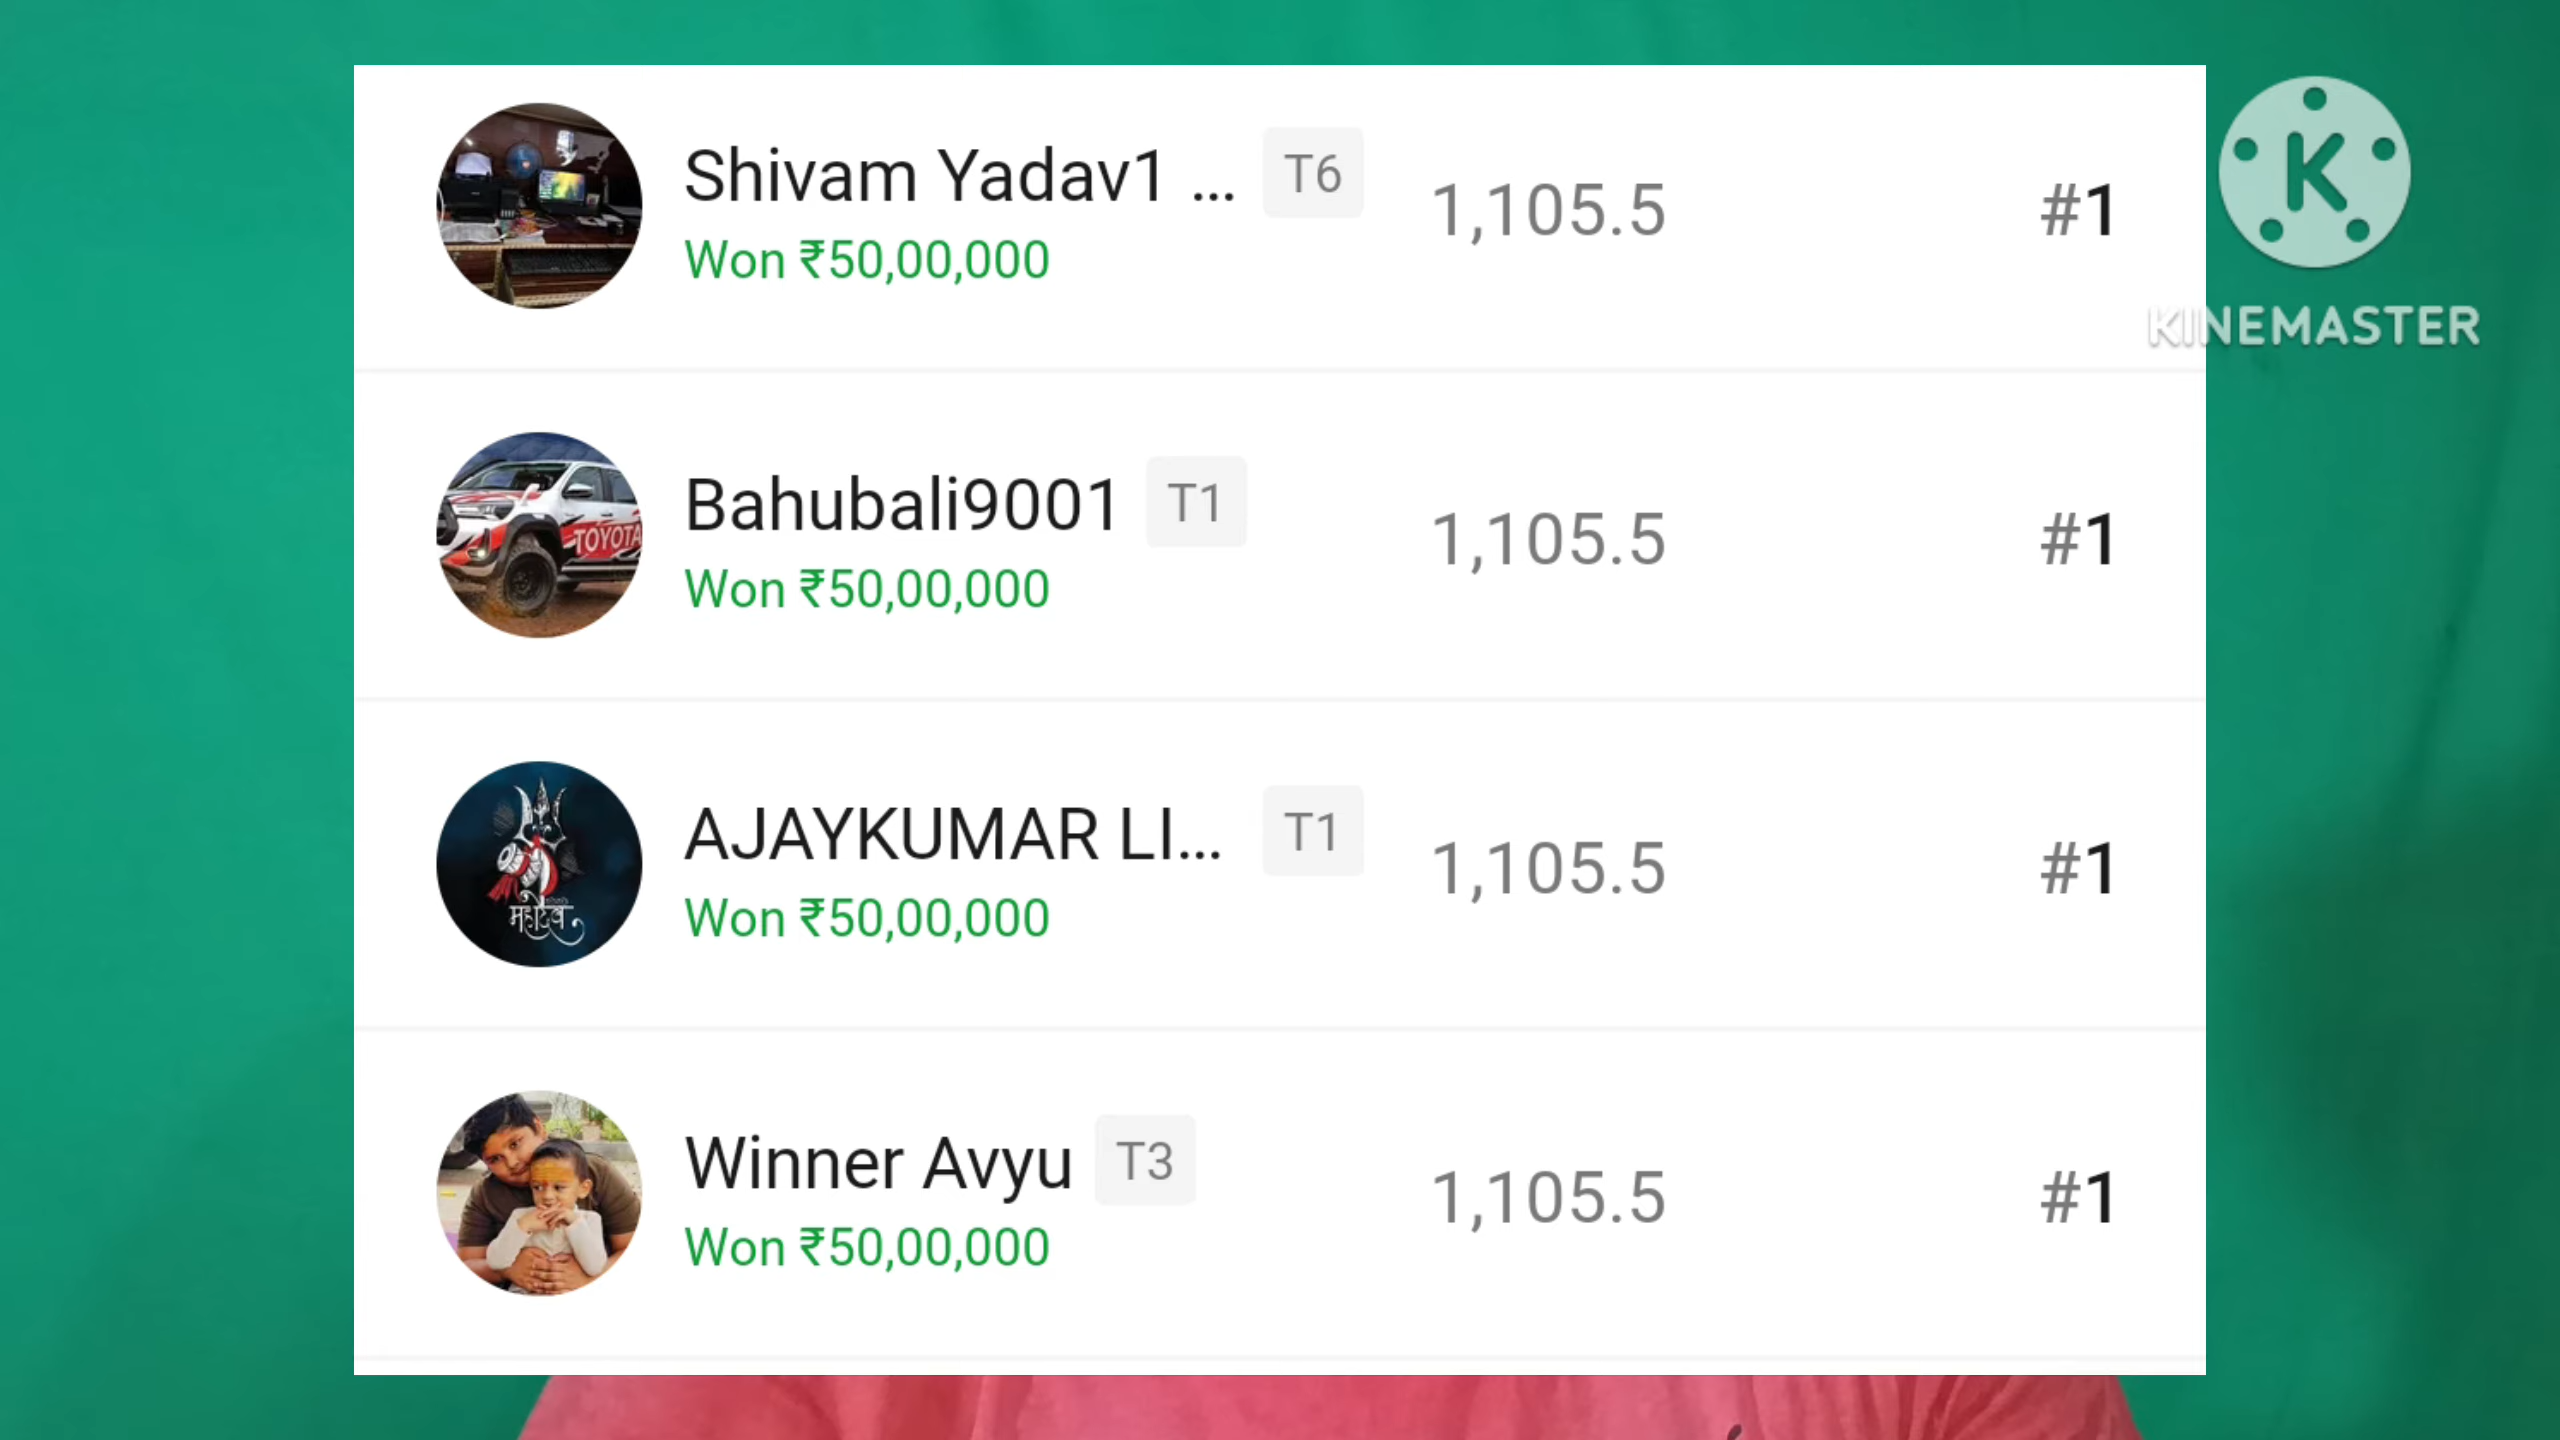 Shivam Yadav1 ... T6
1,105.5
#1
Won ₹50,00,000
K
KINEMASTER
Bahubali9001 T1
1,105.5
#1
Won ₹50,00,000
TOYOTA
AJAYKUMAR LI... T1
1,105.5
#1
Won ₹50,00,000
महादेव
Winner Avyu T3
1,105.5
#1
Won ₹50,00,000